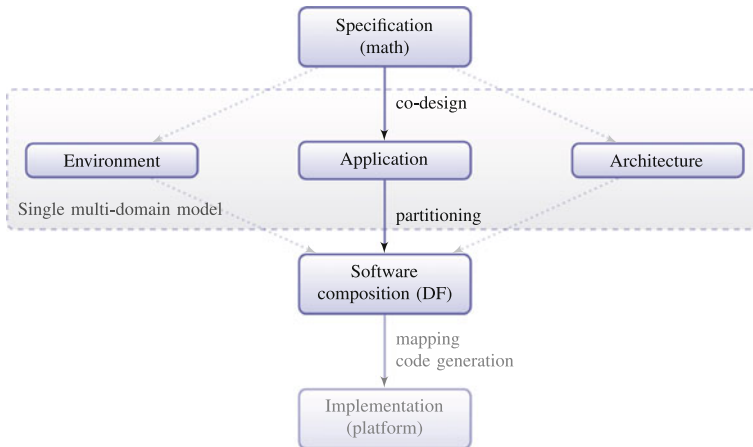 Specification
(math)
co-design
Environment
Application
Architecture
Single multi-domain model
partitioning
Software
composition (DF)
mapping
code generation
Implementation
(platform)